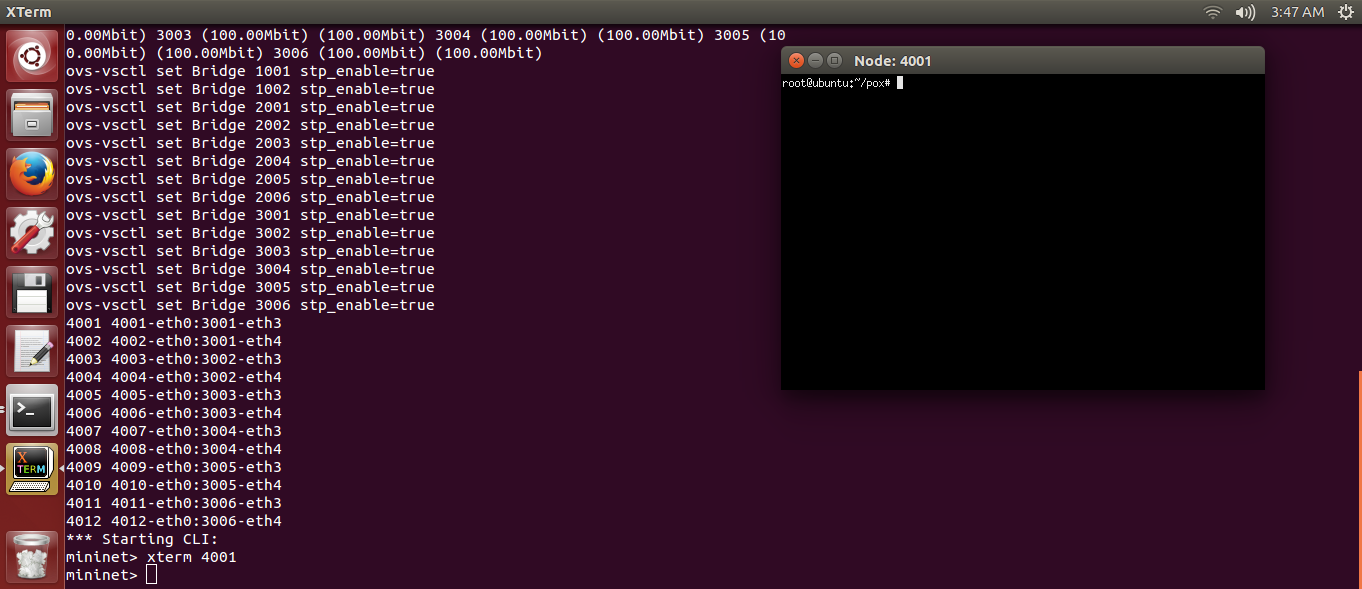 XTerm
3:47 AM
0.00Mbit) 3003 (100.00Mbit) (100.00Mbit) 3004 (100.00Mbit) (100.00Mbit) 3005 (10
0.00Mbit) (100.00Mbit) 3006 (100.00Mbit) (100.00Mbit)
ovs-vsctl set Bridge 1001 stp_enable=true
ovs-vsctl set Bridge 1002 stp_enable=true
ovs-vsctl set Bridge 2001 stp_enable=true
ovs-vsctl set Bridge 2002 stp_enable=true
ovs-vsctl set Bridge 2003 stp_enable=true
ovs-vsctl set Bridge 2004 stp_enable=true
ovs-vsctl set Bridge 2005 stp_enable=true
ovs-vsctl set Bridge 2006 stp_enable=true
ovs-vsctl set Bridge 3001 stp_enable=true
ovs-vsctl set Bridge 3002 stp_enable=true
ovs-vsctl set Bridge 3003 stp_enable=true
ovs-vsctl set Bridge 3004 stp_enable=true
ovs-vsctl set Bridge 3005 stp_enable=true
ovs-vsctl set Bridge 3006 stp_enable=true
4001 4001-eth0:3001-eth3
4002 4002-eth0:3001-eth4
4003 4003-eth0:3002-eth3
4004 4004-eth0:3002-eth4
4005 4005-eth0:3003-eth3
4006 4006-eth0:3003-eth4
4007 4007-eth0:3004-eth3
4008 4008-eth0:3004-eth4
4009 4009-eth0:3005-eth3
4010 4010-eth0:3005-eth4
4011 4011-eth0:3006-eth3
4012 4012-eth0:3006-eth4
*** Starting CLI:
mininet> xterm 4001
mininet>
Node: 4001
root@ubuntu:~/pox#
>_
X
TERM